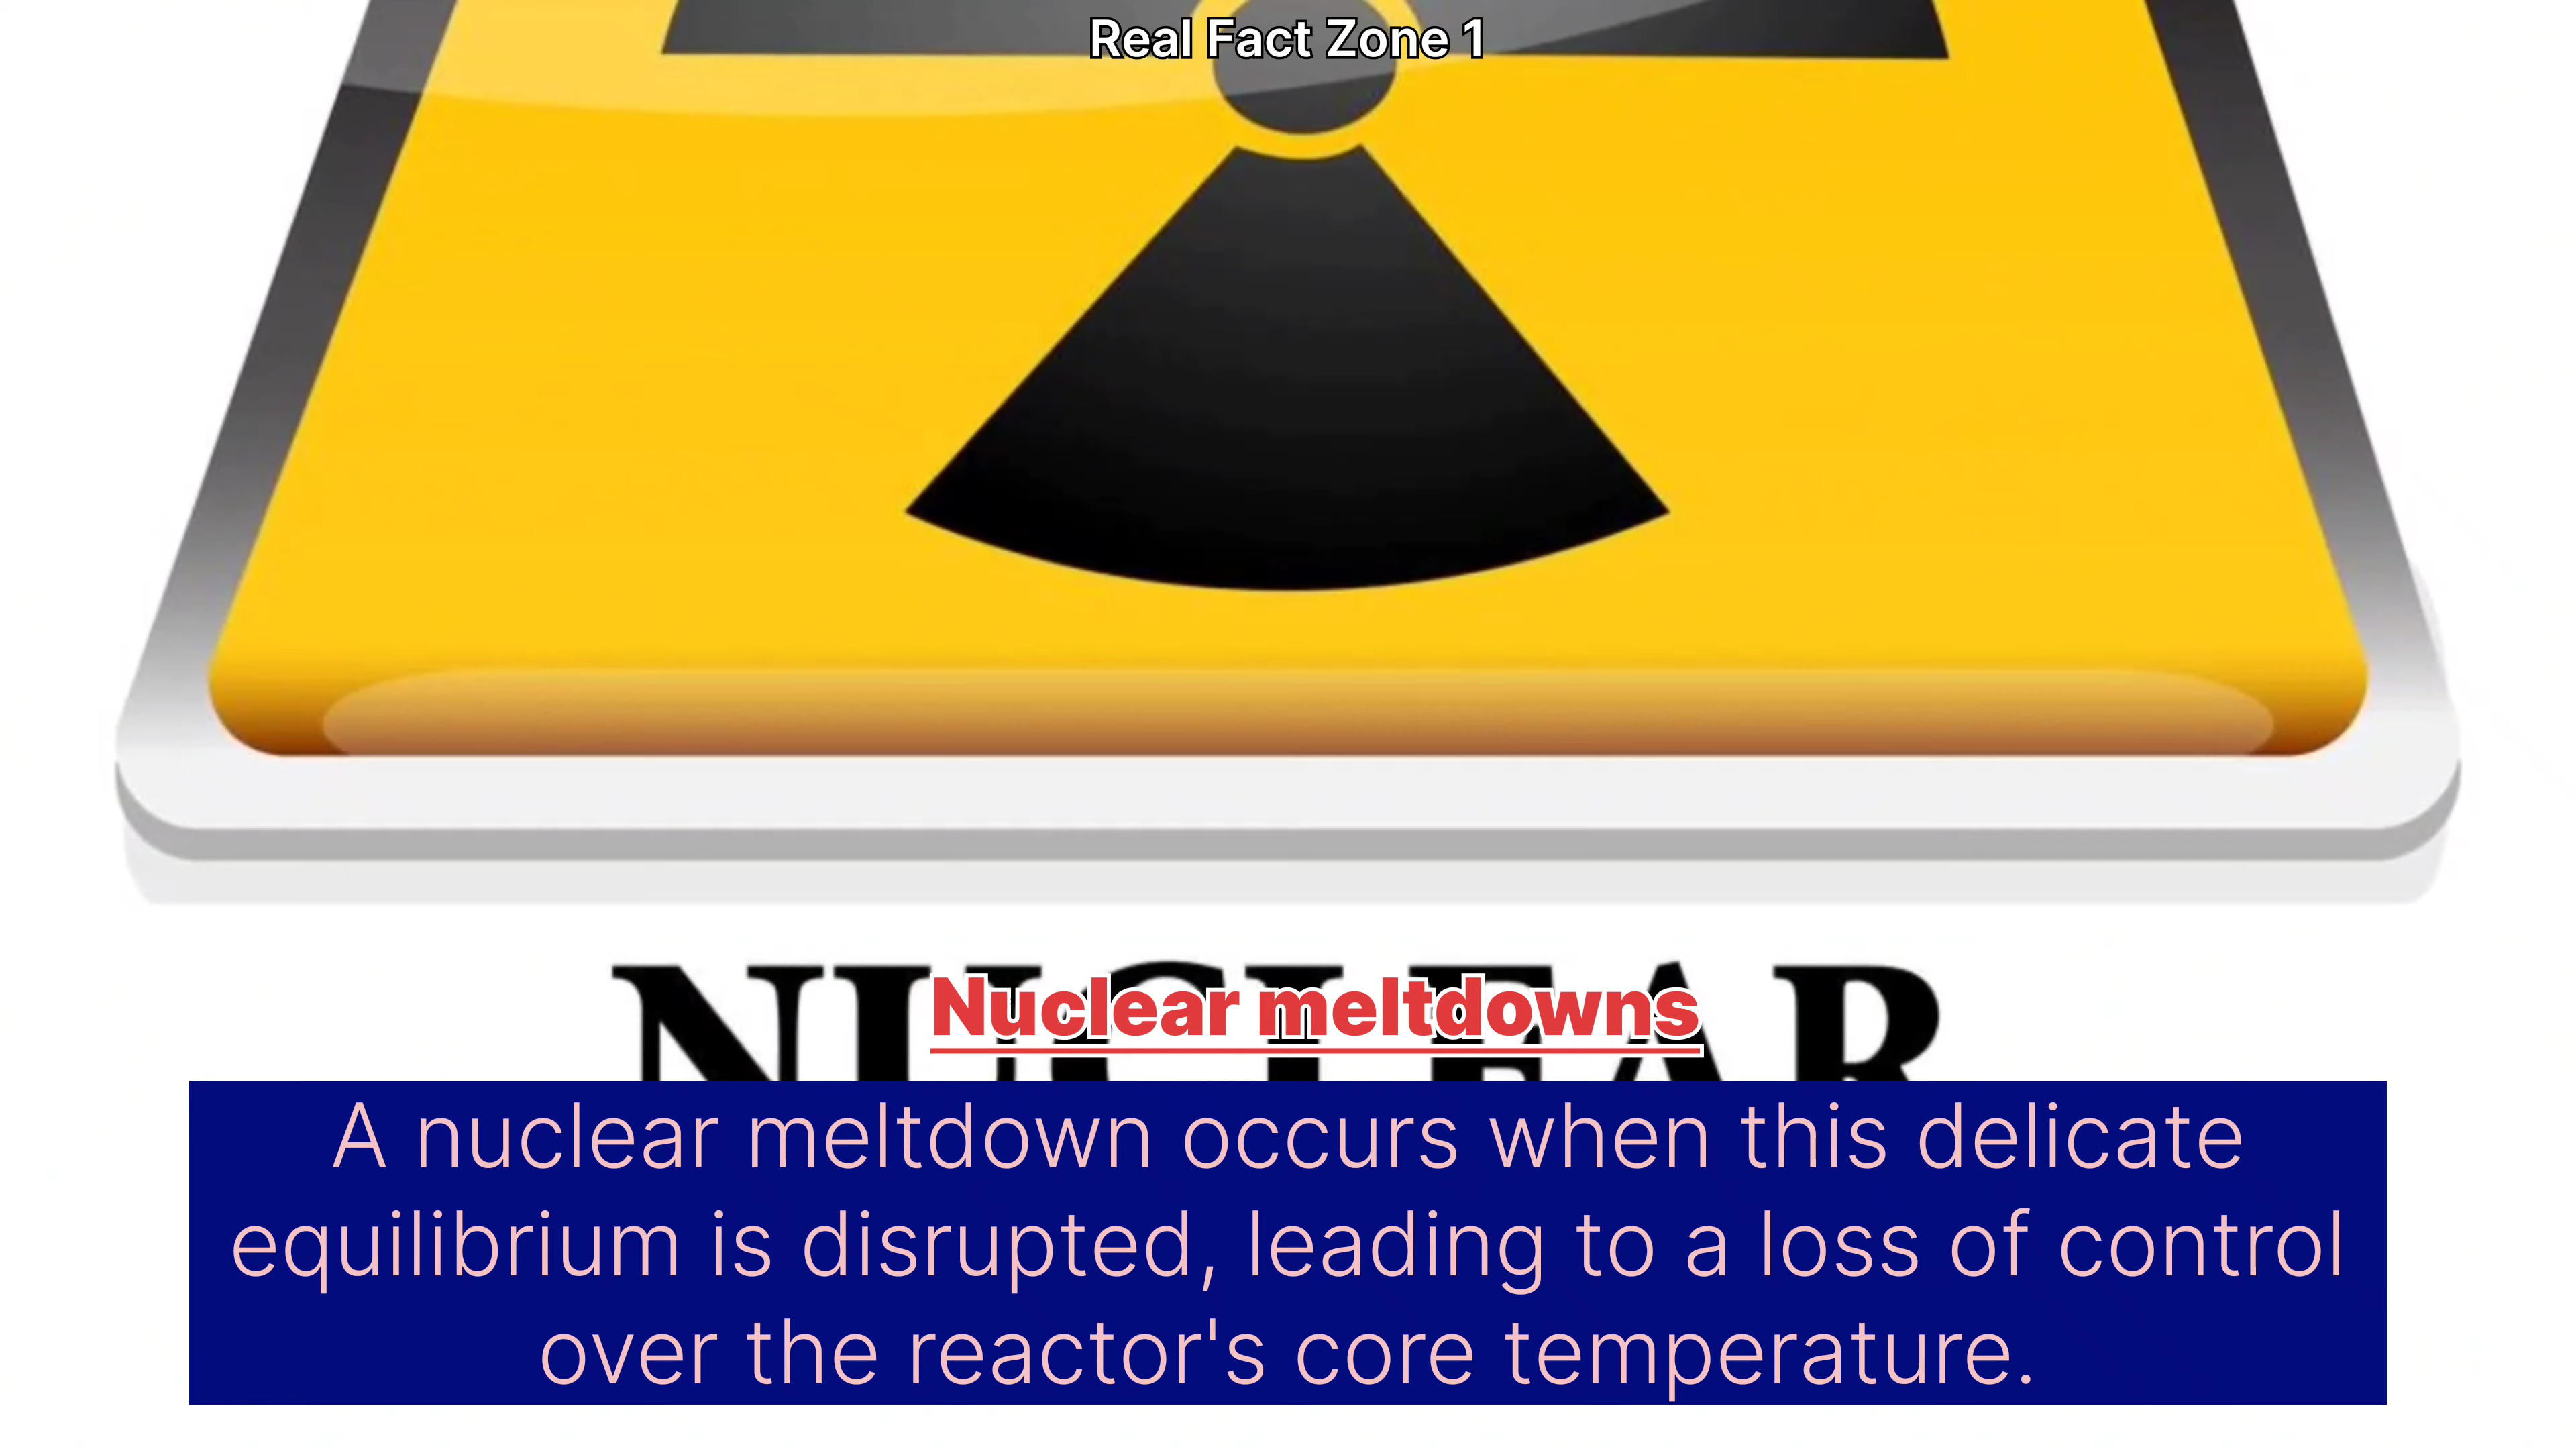 Real Fact Zone 1
NUCLEAR
Nuclear meltdowns
A nuclear meltdown occurs when this delicate
equilibrium is disrupted, leading to a loss of control
over the reactor's core temperature.